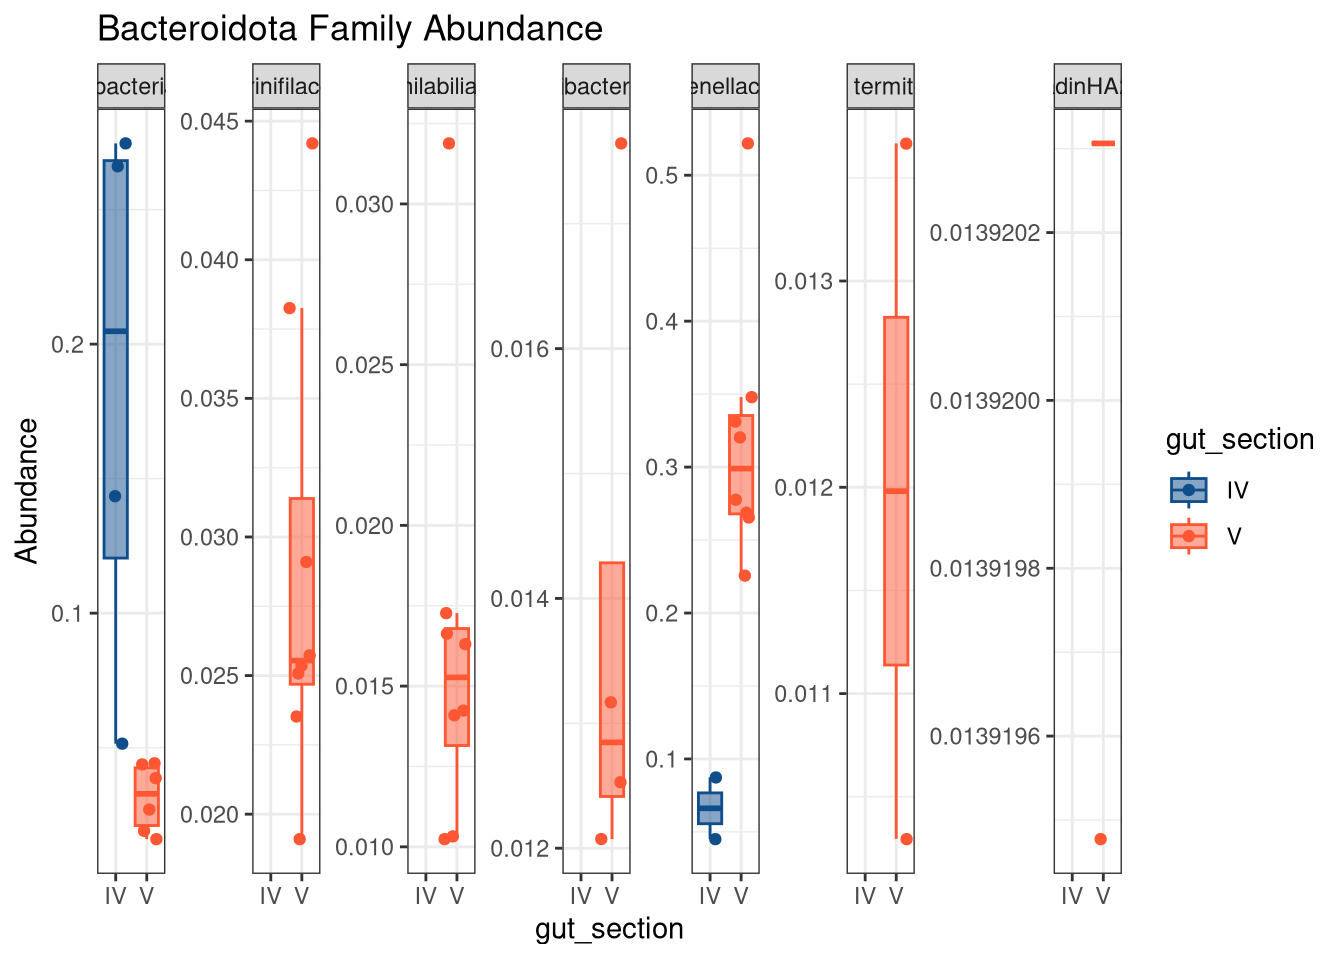 Bacteroidota Family Abundance
bacteri
inifilac
nilabilia
bacter
enellac
termit
dinHA
0.2
0.1
0.045
0.040
0.035
0.030
0.025
0.020
0.030
0.025
0.020
0.015
0.010
0.016
0.014
0.012
0.5
0.4
0.3
0.2
0.1
0.013
0.012
0.011
0.0139202
0.0139200
0.0139198
0.0139196
IV V
IV V
IV V
IV V
IV V
IV V
IV V
Abundance
gut_section
gut_section
IV
V